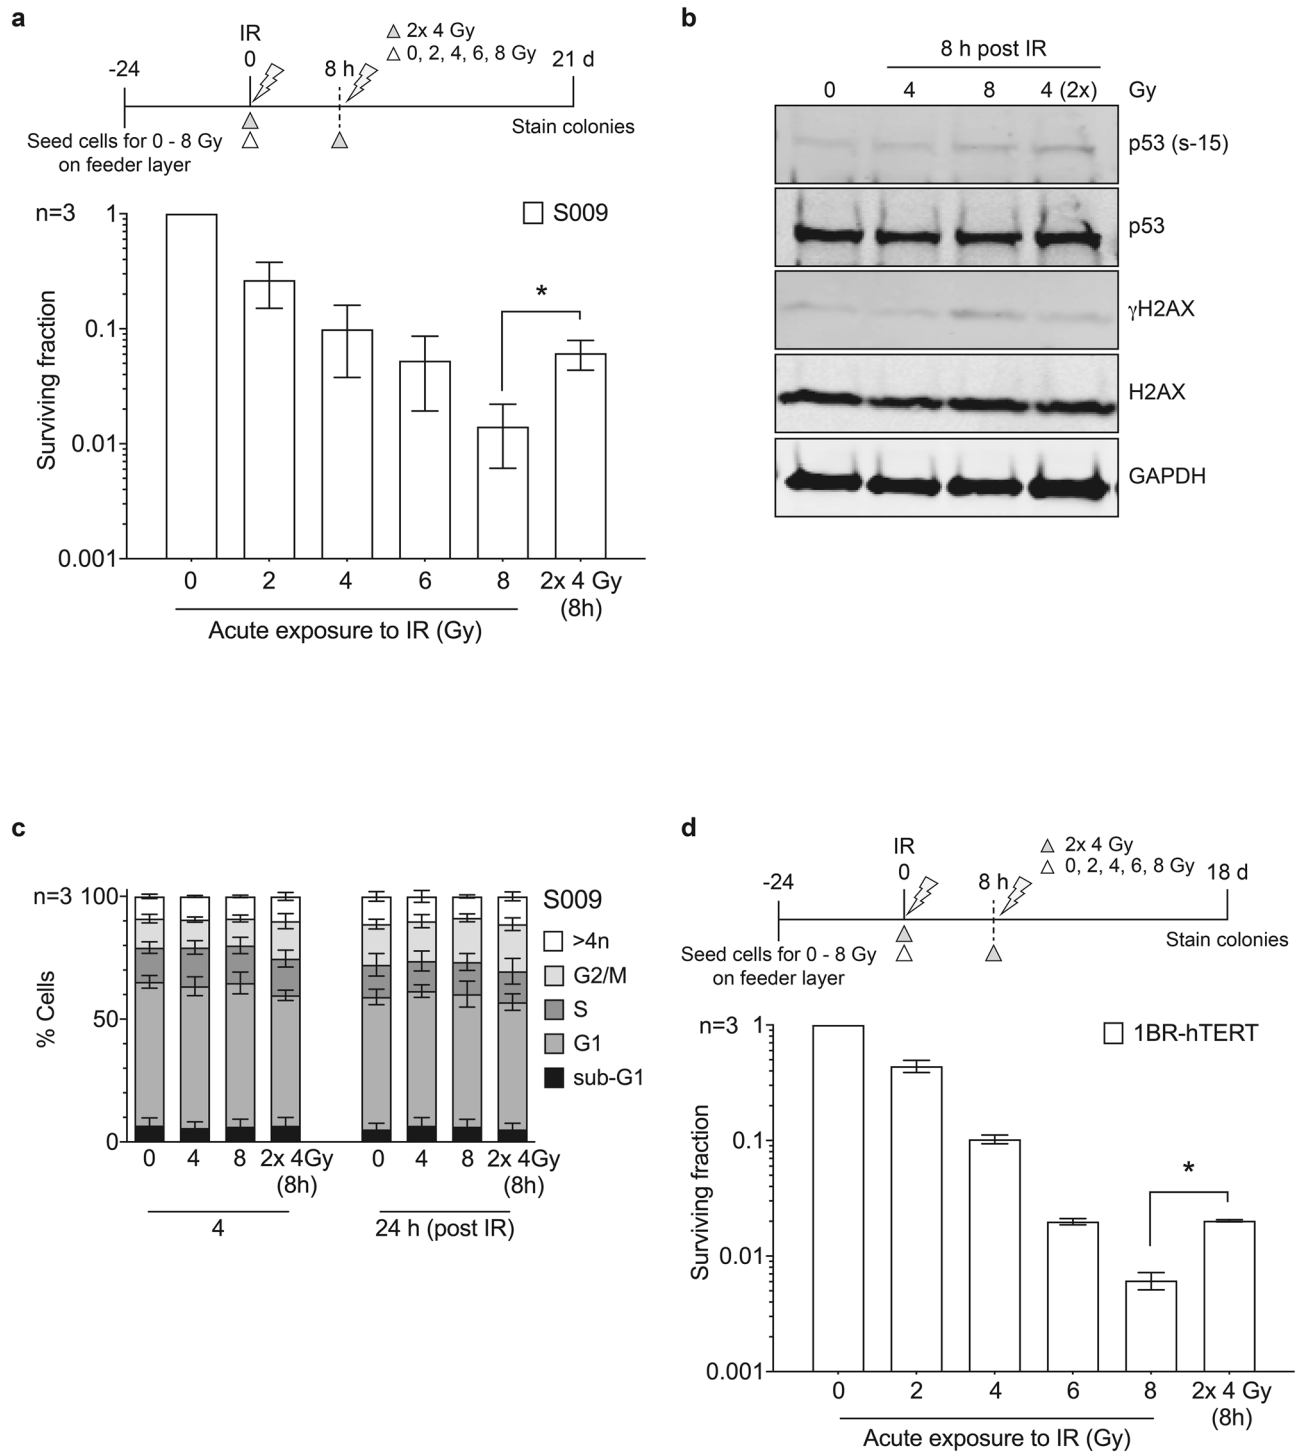 a
IR
△ 2x 4 Gy
△ 0, 2, 4, 6, 8 Gy
-24
0
8 h
21 d
Seed cells for 0 - 8 Gy
on feeder layer
Stain colonies
n=3
S009
1
0.1
0.01
0.001
Surviving fraction
*
0 2 4 6 8 2x 4 Gy
(8h)
Acute exposure to IR (Gy)
b
8 h post IR
0 4 8 4 (2x) Gy
p53 (s-15)
p53
γH2AX
H2AX
GAPDH
c
n=3
100
50
0
% Cells
S009
>4n
G2/M
S
G1
sub-G1
0 4 8 2x 4Gy
(8h)
4
0 4 8 2x 4Gy
(8h)
24 h (post IR)
d
IR
△ 2x 4 Gy
△ 0, 2, 4, 6, 8 Gy
-24
0
8 h
18 d
Seed cells for 0 - 8 Gy
on feeder layer
Stain colonies
n=3
1BR-hTERT
1
0.1
0.01
0.001
Surviving fraction
*
0 2 4 6 8 2x 4 Gy
(8h)
Acute exposure to IR (Gy)